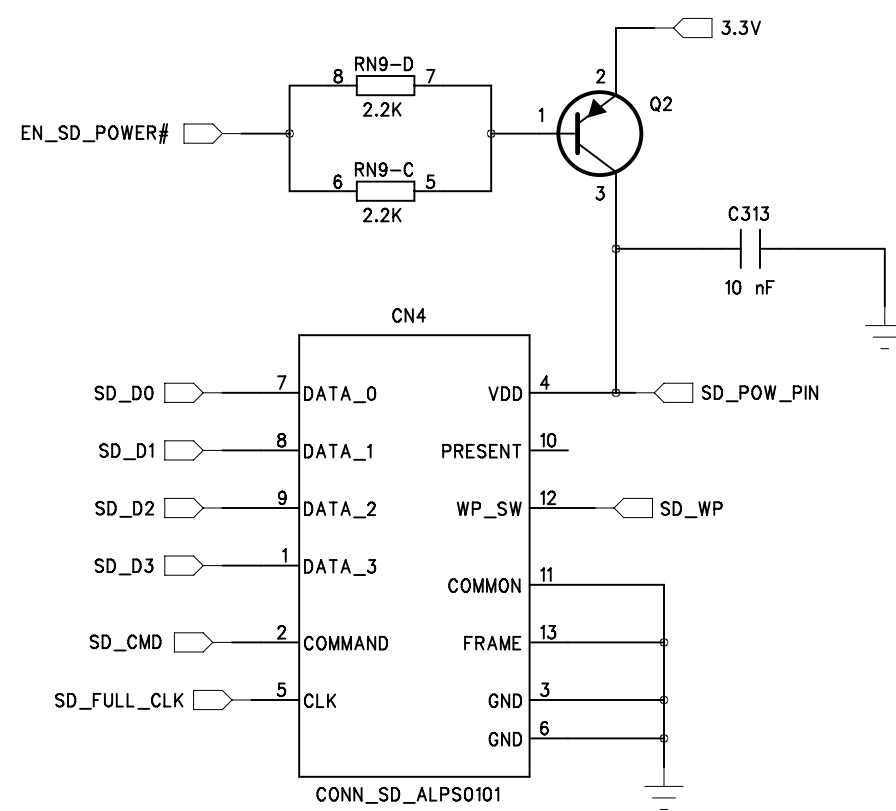 3.3V
RN9-D
8 7
2.2K
2
Q2
1
EN_SD_POWER#
RN9-C
6 5
2.2K
3
C313
10 nF
CN4
SD_D0 7 DATA_0 VDD 4 SD_POW_PIN
SD_D1 8 DATA_1 PRESENT 10
SD_D2 9 DATA_2 WP_SW 12 SD_WP
SD_D3 1 DATA_3
COMMON 11
SD_CMD 2 COMMAND FRAME 13
SD_FULL_CLK 5 CLK GND 3
GND 6
CONN_SD_ALPS0101